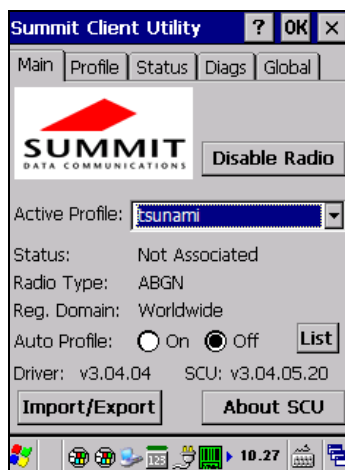 Summit Client Utility ? OK ×
Main Profile Status Diags Global
SUMMIT
DATA COMMUNICATIONS
Disable Radio
Active Profile: tsunami
Status: Not Associated
Radio Type: ABGN
Reg. Domain: Worldwide
Auto Profile: On Off List
Driver: v3.04.04 SCU: v3.04.05.20
Import/Export About SCU
123 10.27